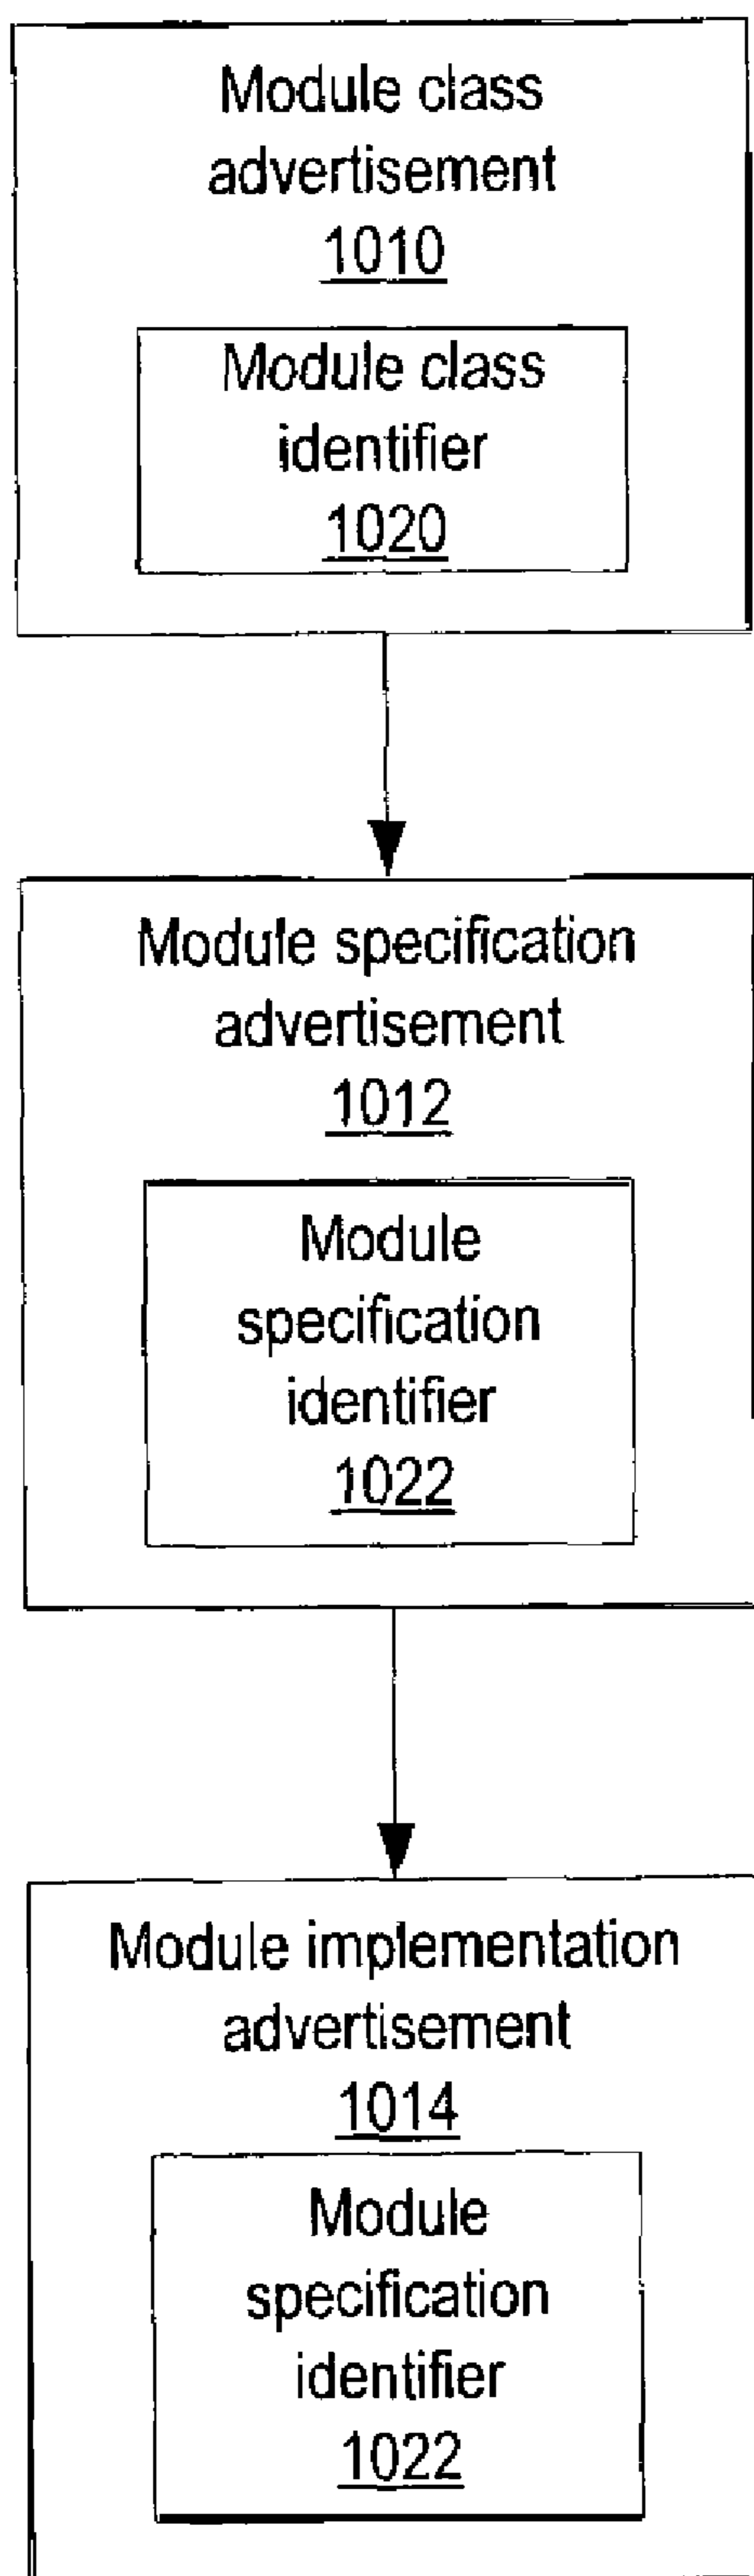 Module class
advertisement
1010
Module class
identifier
1020
Module specification
advertisement
1012
Module
specification
identifier
1022
Module implementation
advertisement
1014
Module
specification
identifier
1022